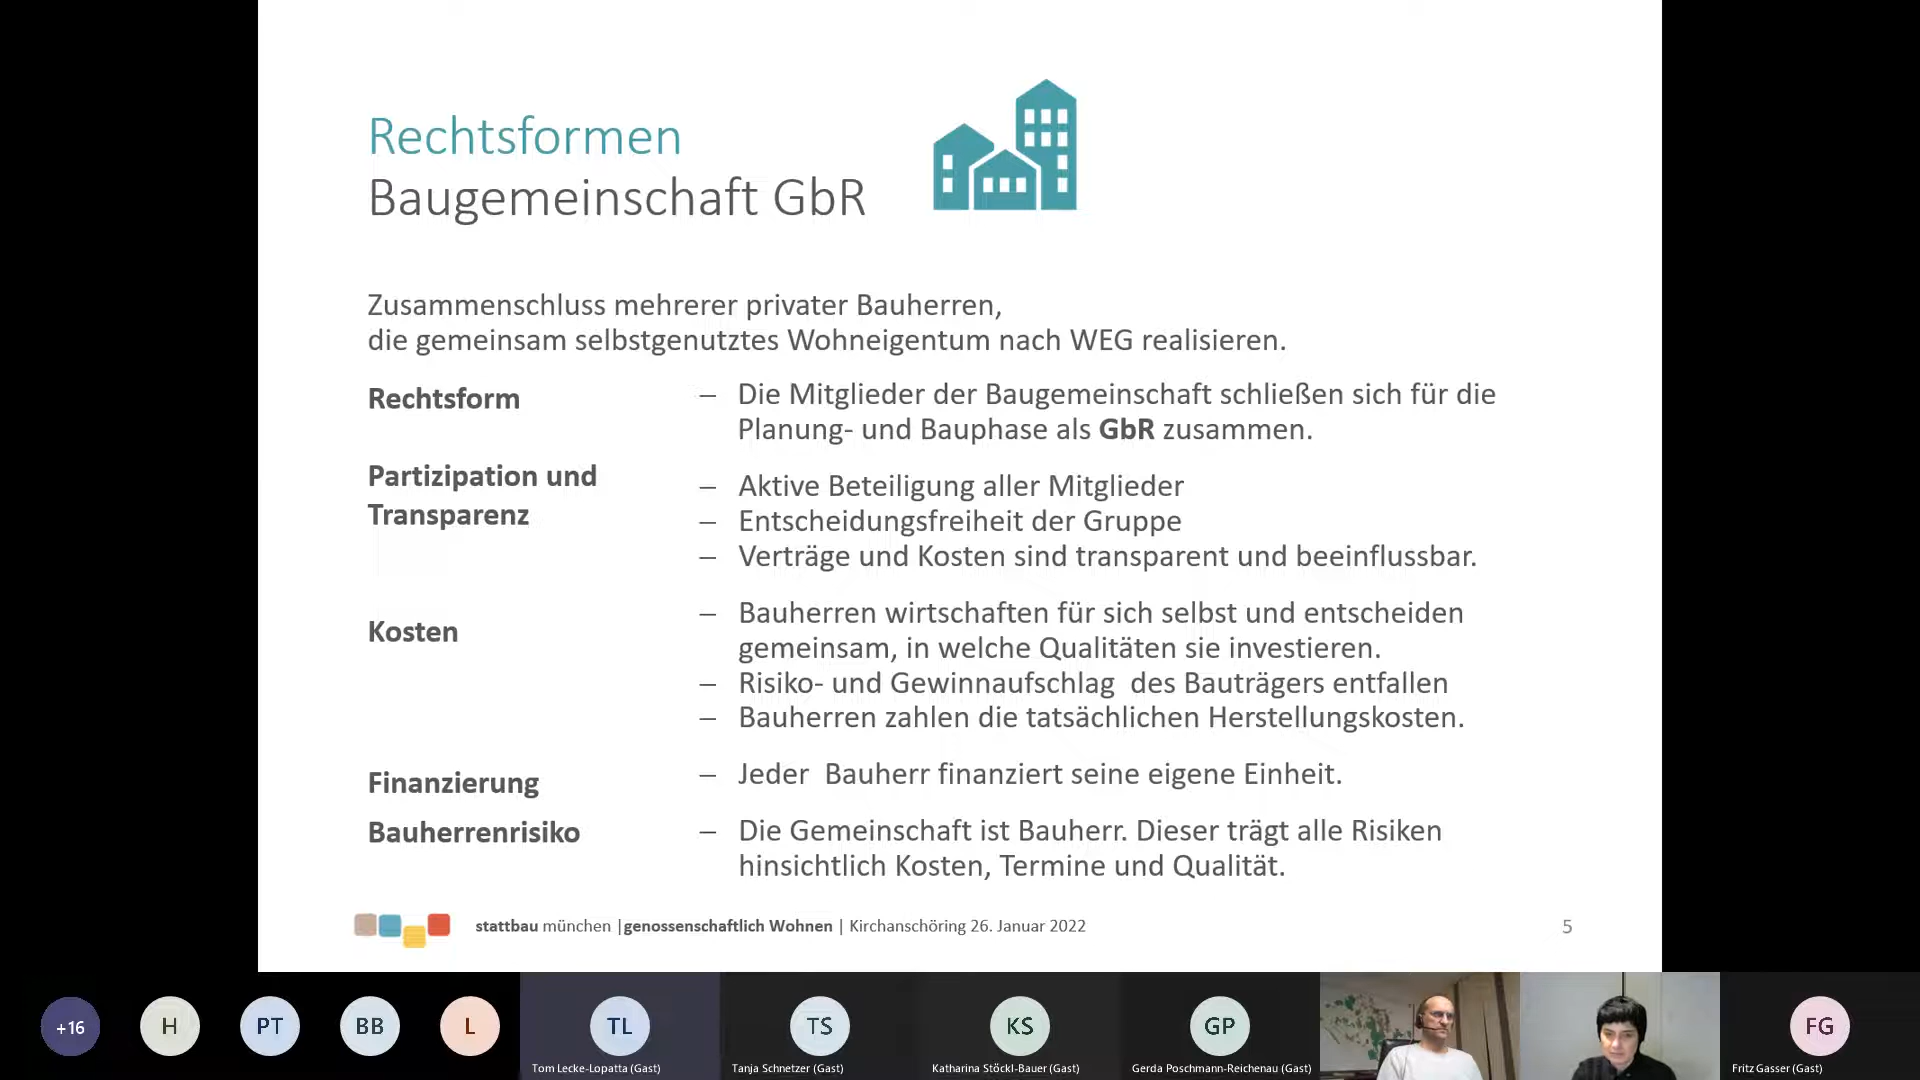 Rechtsformen
Baugemeinschaft GbR
Zusammenschluss mehrerer privater Bauherren,
die gemeinsam selbstgenutztes Wohneigentum nach WEG realisieren.
Rechtsform
– Die Mitglieder der Baugemeinschaft schließen sich für die
Planung- und Bauphase als GbR zusammen.
Partizipation und
Transparenz
– Aktive Beteiligung aller Mitglieder
– Entscheidungsfreiheit der Gruppe
– Verträge und Kosten sind transparent und beeinflussbar.
Kosten
– Bauherren wirtschaften für sich selbst und entscheiden
gemeinsam, in welche Qualitäten sie investieren.
– Risiko- und Gewinnaufschlag  des Bauträgers entfallen
– Bauherren zahlen die tatsächlichen Herstellungskosten.
Finanzierung
– Jeder  Bauherr finanziert seine eigene Einheit.
Bauherrenrisiko
– Die Gemeinschaft ist Bauherr. Dieser trägt alle Risiken
hinsichtlich Kosten, Termine und Qualität.
stattbau münchen |genossenschaftlich Wohnen | Kirchanschöring 26. Januar 2022
5
+16
H
PT
BB
L
TL
Tom Lecke-Lopatta (Gast)
TS
Tanja Schnetzer (Gast)
KS
Katharina Stöckl-Bauer (Gast)
GP
Gerda Poschmann-Reichenau (Gast)
FG
Fritz Gasser (Gast)